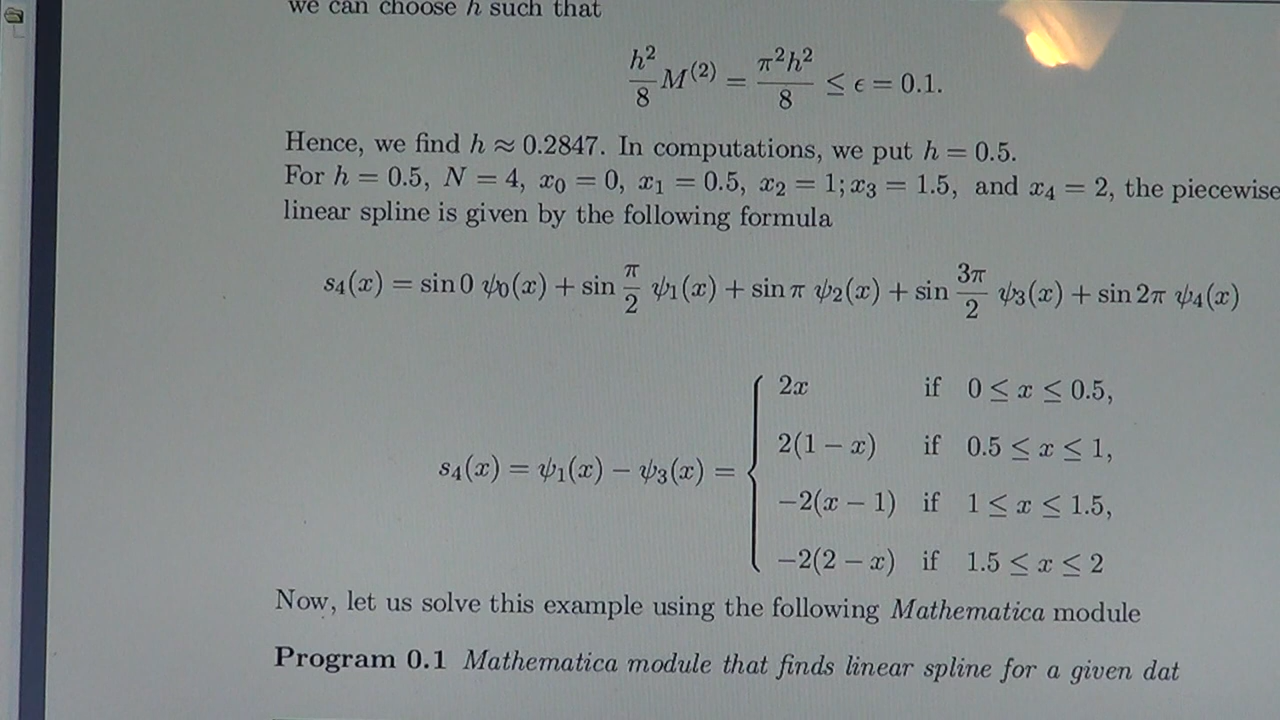 we can choose h such that
h²/8 M⁽²⁾ = π²h²/8 ≤ ϵ = 0.1.
Hence, we find h ≈ 0.2847. In computations, we put h = 0.5.
For h = 0.5, N = 4, x₀ = 0, x₁ = 0.5, x₂ = 1; x₃ = 1.5, and x₄ = 2, the piecewise
linear spline is given by the following formula
s₄(x) = sin 0 ψ₀(x) + sin π/2 ψ₁(x) + sin π ψ₂(x) + sin 3π/2 ψ₃(x) + sin 2π ψ₄(x)
s₄(x) = ψ₁(x) − ψ₃(x) = {
2x if 0 ≤ x ≤ 0.5,
2(1 − x) if 0.5 ≤ x ≤ 1,
−2(x − 1) if 1 ≤ x ≤ 1.5,
−2(2 − x) if 1.5 ≤ x ≤ 2
Now, let us solve this example using the following Mathematica module
Program 0.1 Mathematica module that finds linear spline for a given dat